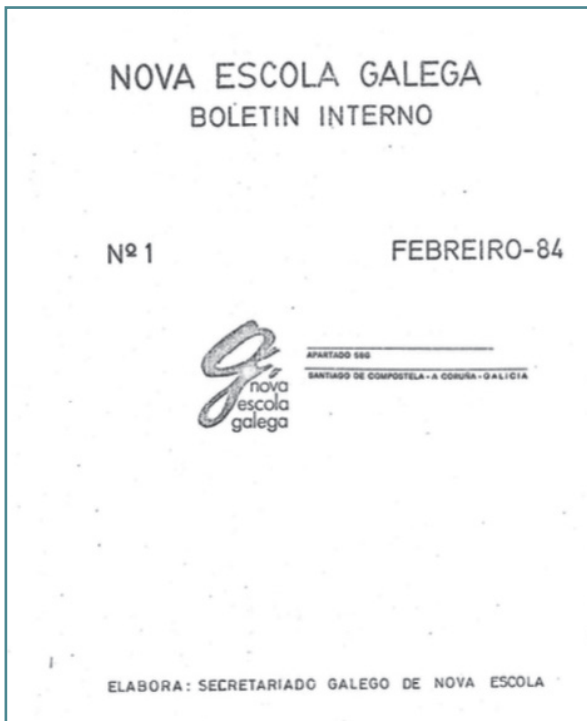 NOVA ESCOLA GALEGA
BOLETIN INTERNO
Nº 1
FEBREIRO-84
nova
escola
galega
APARTADO 586
SANTIAGO DE COMPOSTELA - A CORUÑA - GALICIA
ELABORA: SECRETARIADO GALEGO DE NOVA ESCOLA